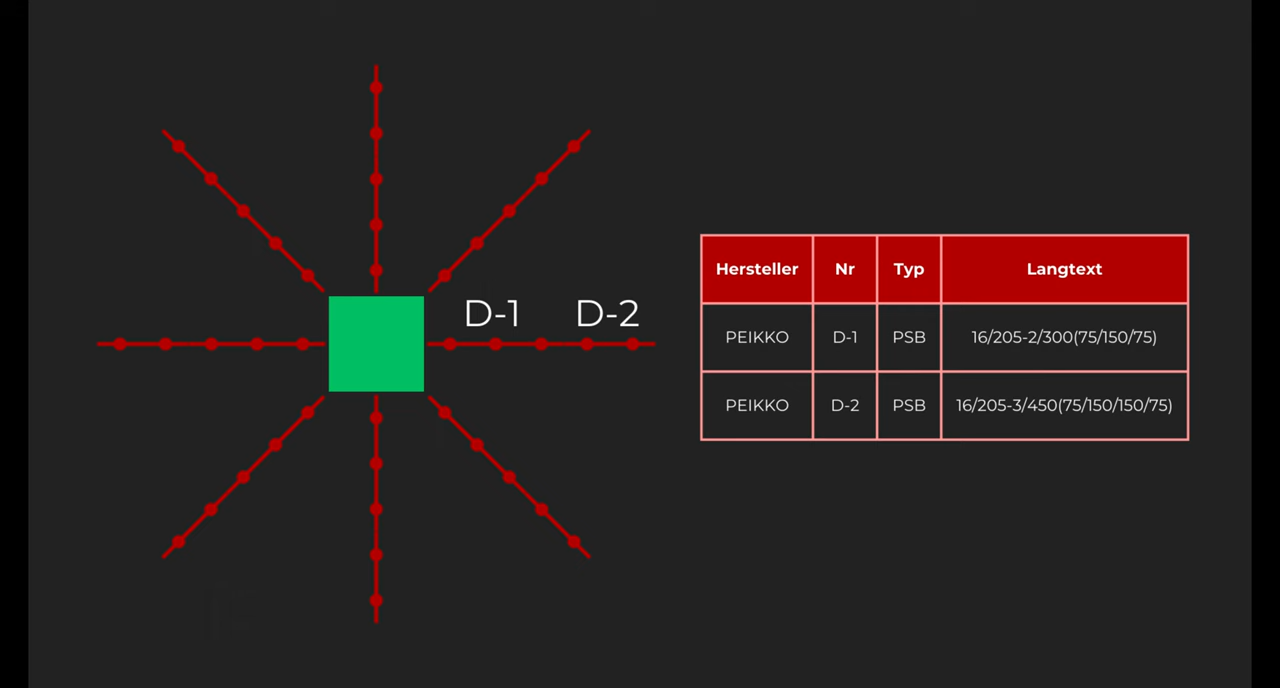 D-1 D-2
Hersteller Nr Typ Langtext
PEIKKO D-1 PSB 16/205-2/300(75/150/75)
PEIKKO D-2 PSB 16/205-3/450(75/150/150/75)